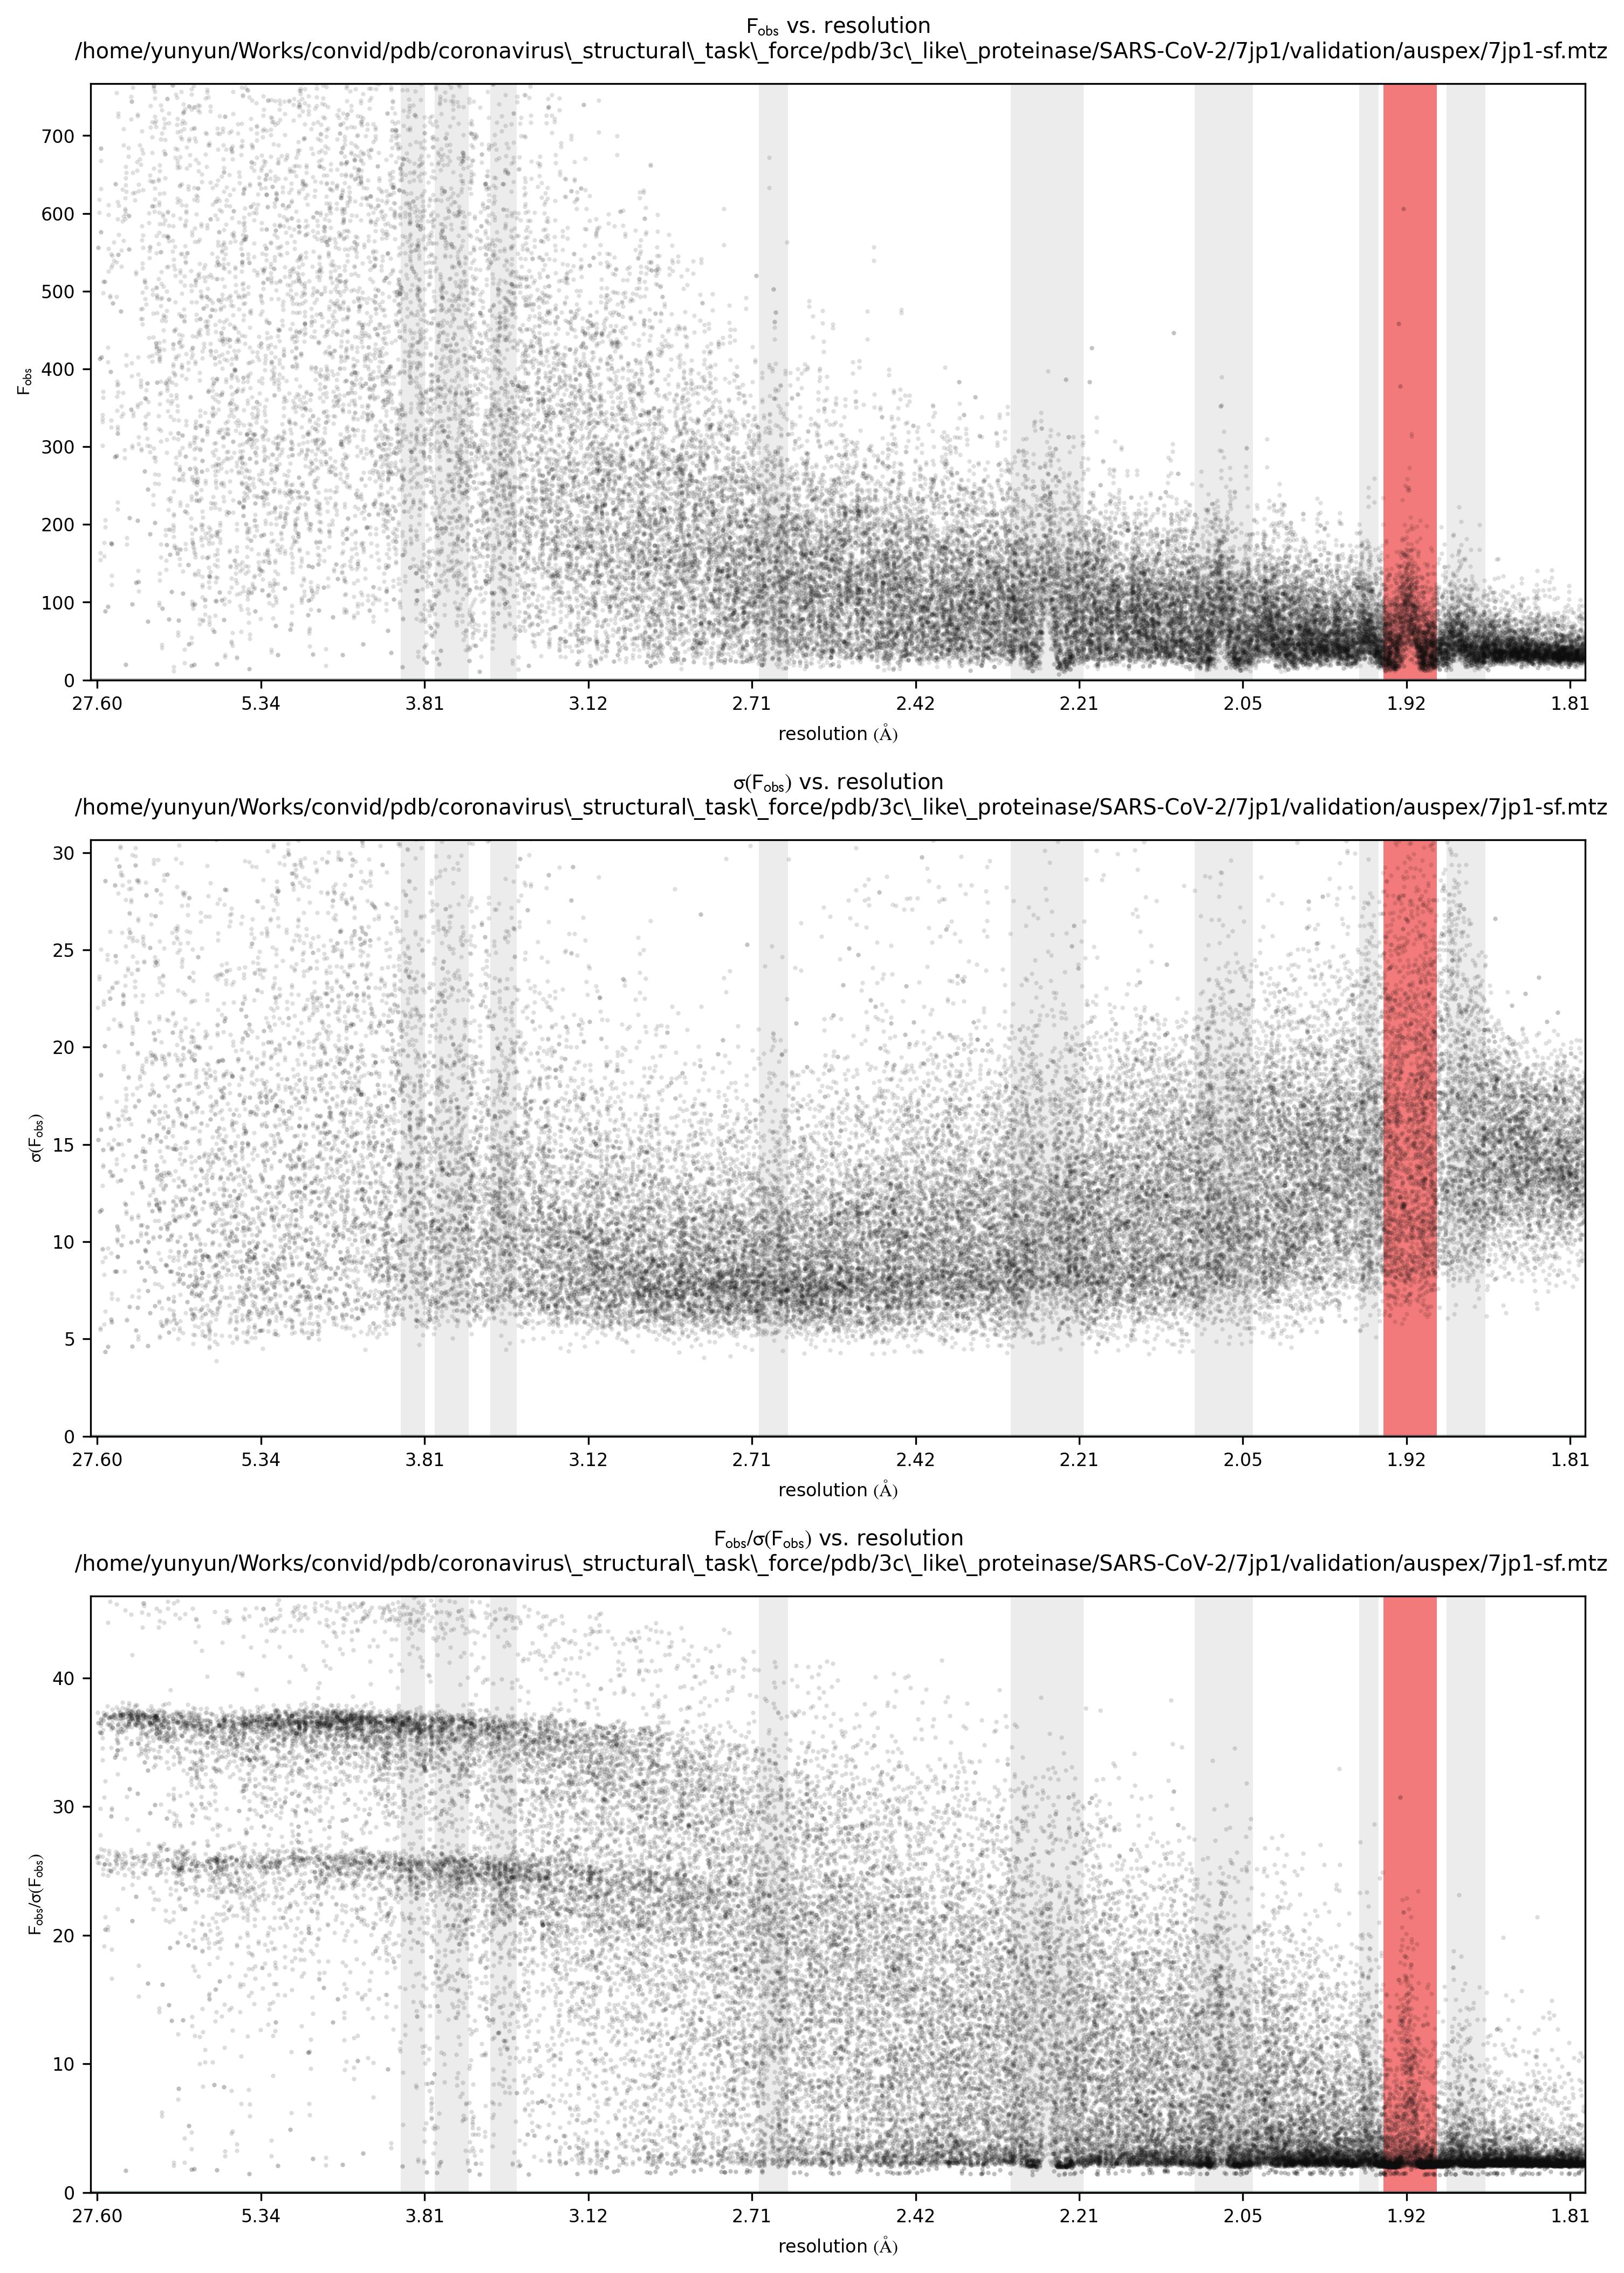 F_obs vs. resolution
/home/yunyun/Works/convid/pdb/coronavirus\_structural\_task\_force/pdb/3c\_like\_proteinase/SARS-CoV-2/7jp1/validation/auspex/7jp1-sf.mtz
700
600
500
400
300
200
100
0
F_obs
27.60 5.34 3.81 3.12 2.71 2.42 2.21 2.05 1.92 1.81
resolution (Å)
σ(F_obs) vs. resolution
/home/yunyun/Works/convid/pdb/coronavirus\_structural\_task\_force/pdb/3c\_like\_proteinase/SARS-CoV-2/7jp1/validation/auspex/7jp1-sf.mtz
30
25
20
15
10
5
0
σ(F_obs)
27.60 5.34 3.81 3.12 2.71 2.42 2.21 2.05 1.92 1.81
resolution (Å)
F_obs/σ(F_obs) vs. resolution
/home/yunyun/Works/convid/pdb/coronavirus\_structural\_task\_force/pdb/3c\_like\_proteinase/SARS-CoV-2/7jp1/validation/auspex/7jp1-sf.mtz
40
30
20
10
0
F_obs/σ(F_obs)
27.60 5.34 3.81 3.12 2.71 2.42 2.21 2.05 1.92 1.81
resolution (Å)